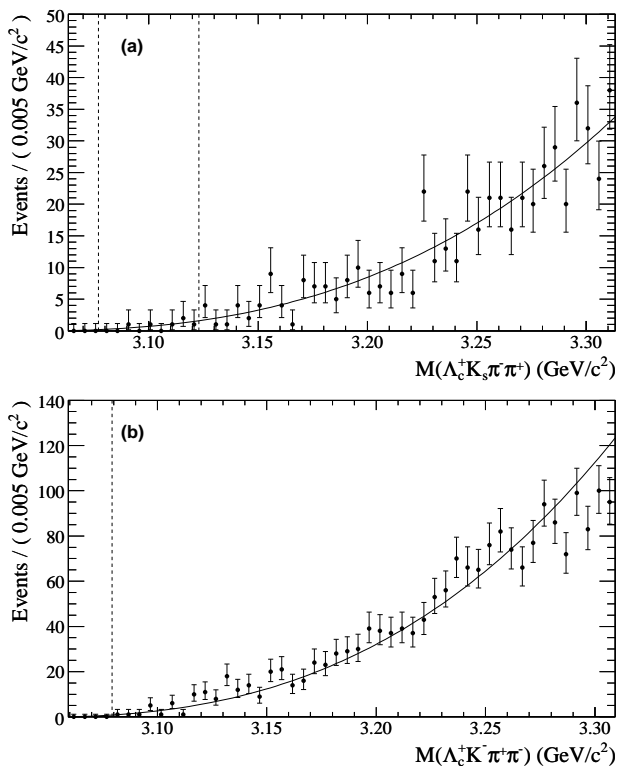 (a)
Events / ( 0.005 GeV/c² )
50
45
40
35
30
25
20
15
10
5
0
3.10 3.15 3.20 3.25 3.30
M(Λc⁺Ksπ⁻π⁺) (GeV/c²)
(b)
Events / ( 0.005 GeV/c² )
140
120
100
80
60
40
20
0
3.10 3.15 3.20 3.25 3.30
M(Λc⁺K⁻π⁺π⁻) (GeV/c²)